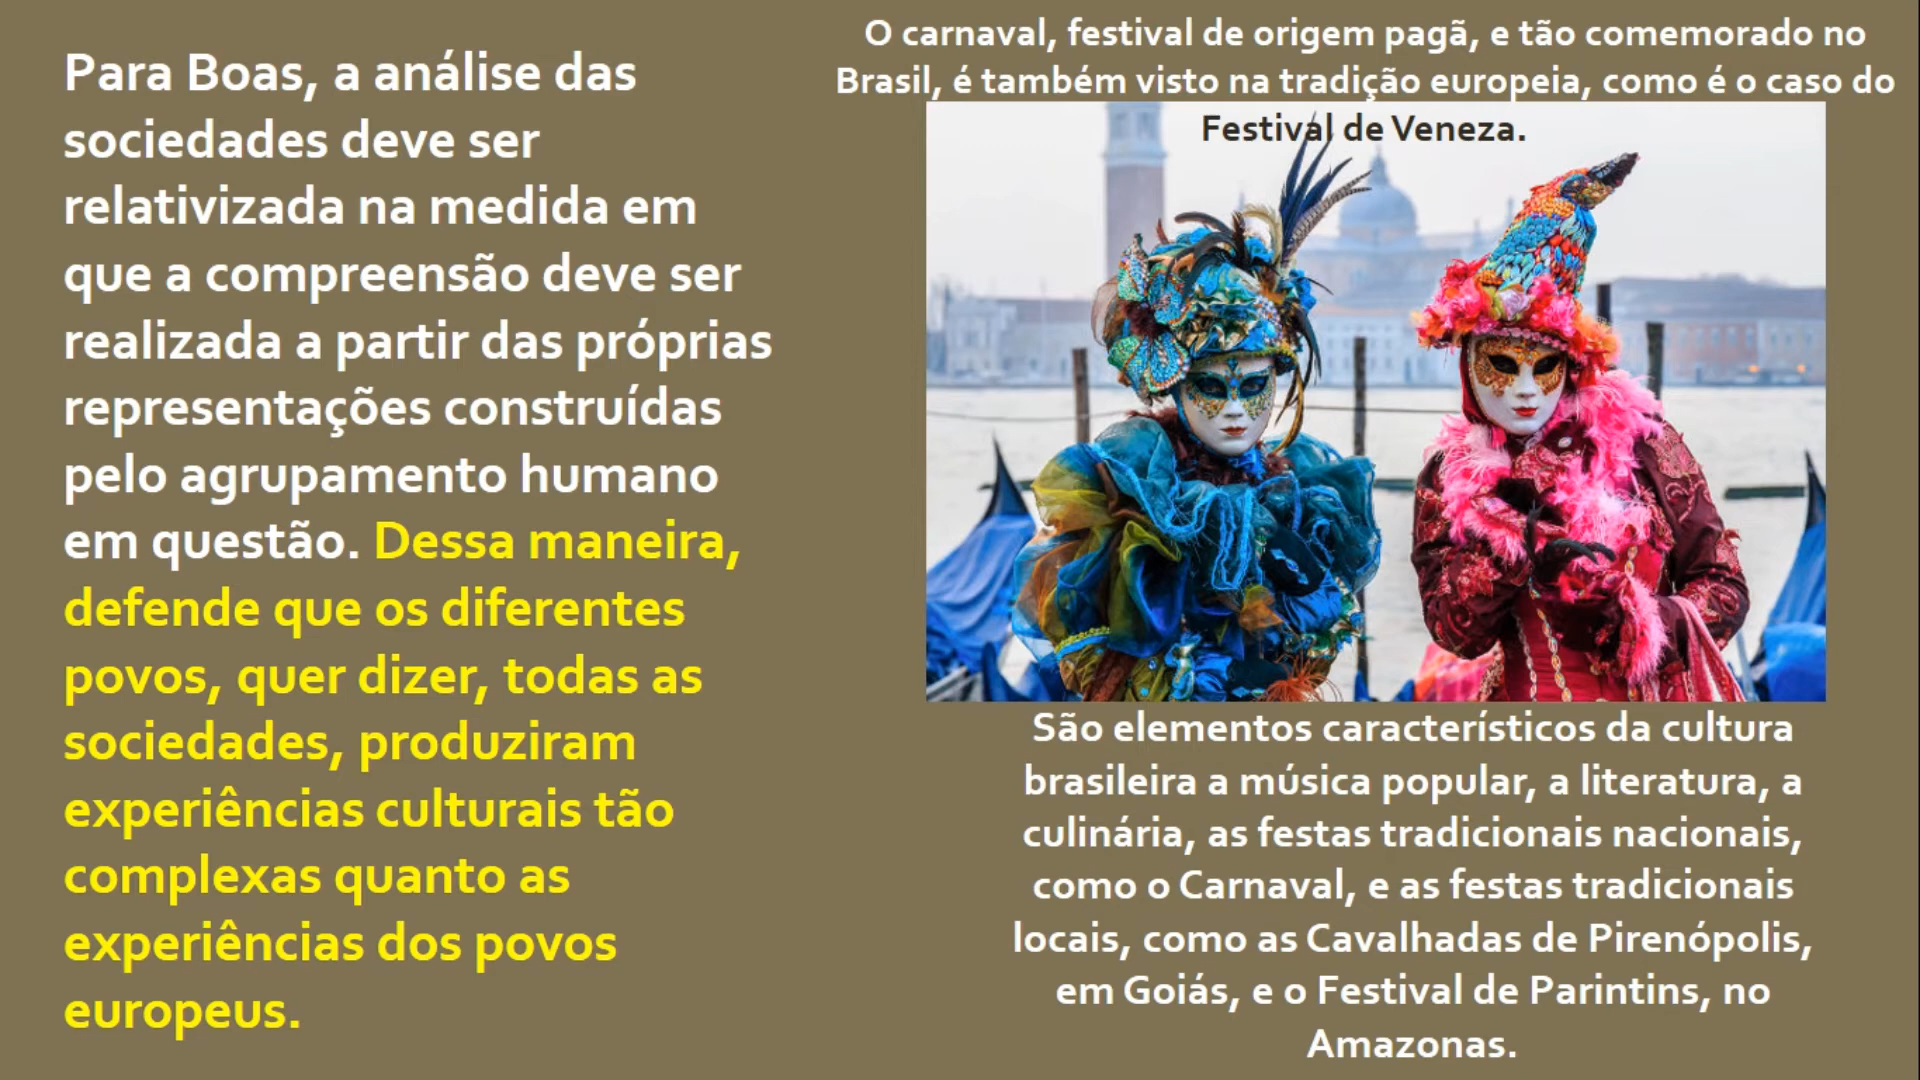 Para Boas, a análise das
sociedades deve ser
relativizada na medida em
que a compreensão deve ser
realizada a partir das próprias
representações construídas
pelo agrupamento humano
em questão. Dessa maneira,
defende que os diferentes
povos, quer dizer, todas as
sociedades, produziram
experiências culturais tão
complexas quanto as
experiências dos povos
europeus.
O carnaval, festival de origem pagã, e tão comemorado no
Brasil, é também visto na tradição europeia, como é o caso do
Festival de Veneza.
São elementos característicos da cultura
brasileira a música popular, a literatura, a
culinária, as festas tradicionais nacionais,
como o Carnaval, e as festas tradicionais
locais, como as Cavalhadas de Pirenópolis,
em Goiás, e o Festival de Parintins, no
Amazonas.